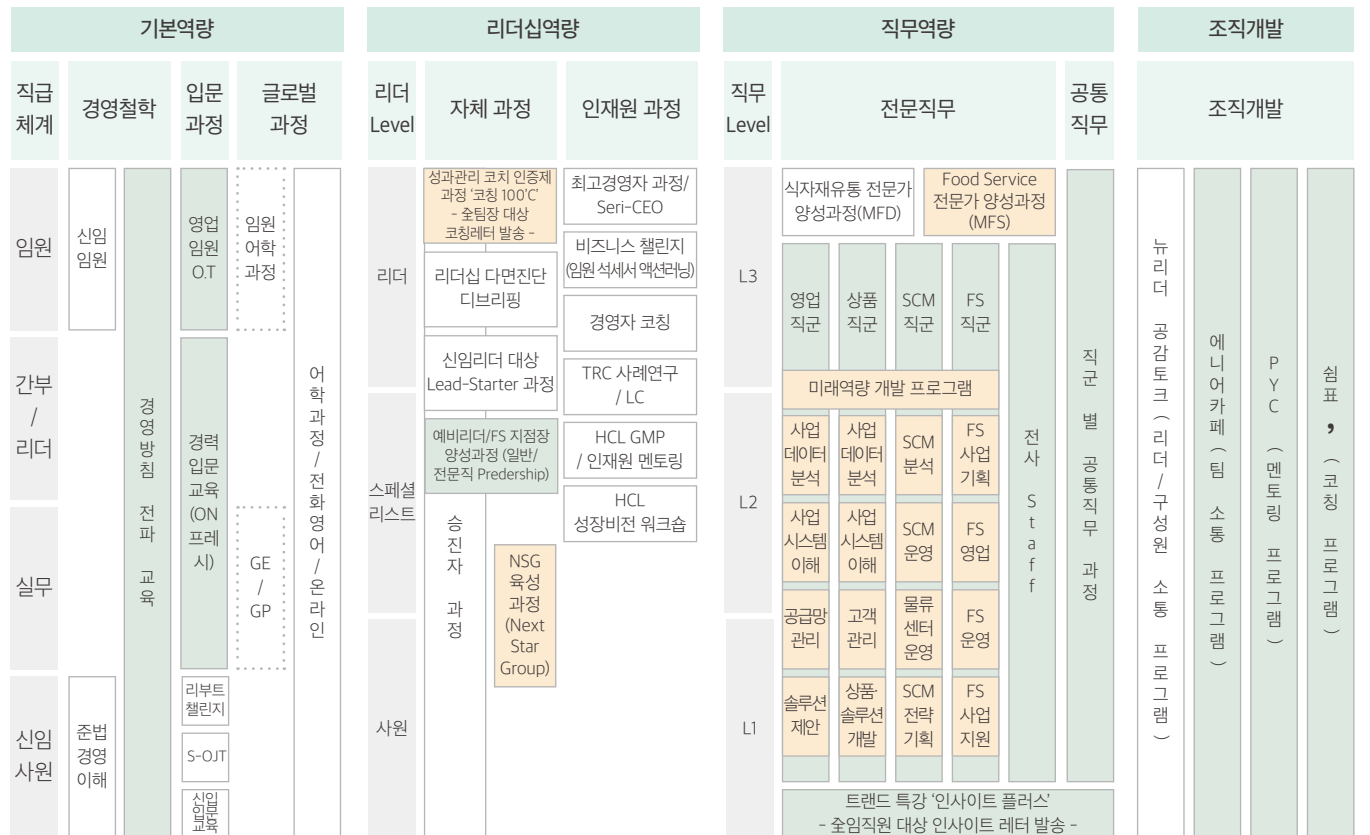 기본역량
직급
체계
경영철학
입문
과정
글로벌
과정
임원
간부
/
리더
실무
신임
사원
신임
임원
준법
경영
이해
경영방침 전파 교육
영업
임원
O.T
경력
입문
교육
(ON
프레
시)
리부트
챌린지
S-OJT
신입
입문
교육
임원
어학
과정
GE
/
GP
어학과정/전화영어/온라인
리더십역량
리더
Level
자체 과정
인재원 과정
리더
스페셜
리스트
사원
성과관리 코치 인증제
과정 '코칭 100'C'
- 全팀장 대상
코칭레터 발송 -
리더십 다면진단
디브리핑
신임리더 대상
Lead-Starter 과정
예비리더/FS 지점장
양성과정 (일반/
전문직 Predership)
승진자 과정
NSG
육성
과정
(Next
Star
Group)
최고경영자 과정/
Seri-CEO
비즈니스 챌린지
(임원 석세서 액션러닝)
경영자 코칭
TRC 사례연구
/ LC
HCL GMP
/ 인재원 멘토링
HCL
성장비전 워크숍
직무역량
직무
Level
전문직무
공통
직무
L3
L2
L1
식자재유통 전문가
양성과정(MFD)
Food Service
전문가 양성과정
(MFS)
영업
직군
상품
직군
SCM
직군
FS
직군
미래역량 개발 프로그램
사업
데이터
분석
사업
데이터
분석
SCM
분석
FS
사업
기획
사업
시스템
이해
사업
시스템
이해
SCM
운영
FS
영업
공급망
관리
고객
관리
물류
센터
운영
FS
운영
솔루션
제안
상품·
솔루션
개발
SCM
전략
기획
FS
사업
지원
전사 Staff
직군 별 공통직무 과정
트랜드 특강 '인사이트 플러스'
- 全임직원 대상 인사이트 레터 발송 -
조직개발
조직개발
뉴리더 공감토크(리더/구성원 소통 프로그램)
에니어카페(팀 소통 프로그램)
PYC(멘토링 프로그램)
쉼표,(코칭 프로그램)